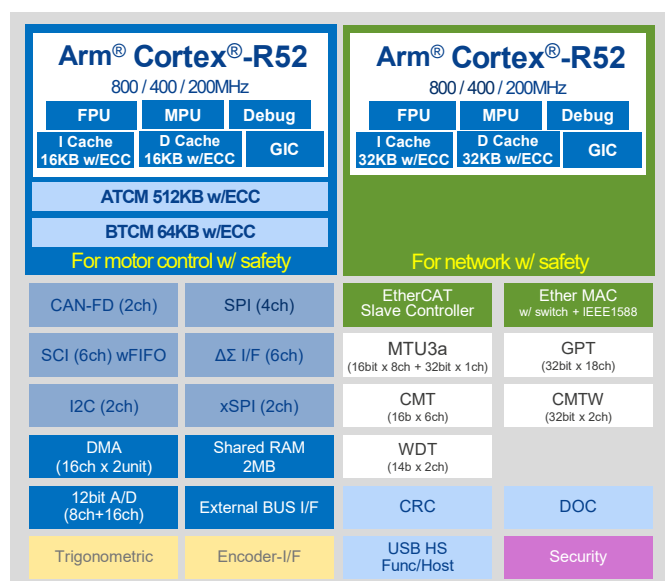 Arm® Cortex®-R52
800 / 400 / 200MHz
FPU
MPU
Debug
I Cache
16KB w/ECC
D Cache
16KB w/ECC
GIC
ATCM 512KB w/ECC
BTCM 64KB w/ECC
For motor control w/ safety
Arm® Cortex®-R52
800 / 400 / 200MHz
FPU
MPU
Debug
I Cache
32KB w/ECC
D Cache
32KB w/ECC
GIC
For network w/ safety
CAN-FD (2ch)
SPI (4ch)
EtherCAT
Slave Controller
Ether MAC
w/ switch + IEEE1588
SCI (6ch) wFIFO
ΔΣ I/F (6ch)
MTU3a
(16bit x 8ch + 32bit x 1ch)
GPT
(32bit x 18ch)
I2C (2ch)
xSPI (2ch)
CMT
(16b x 6ch)
CMTW
(32bit x 2ch)
DMA
(16ch x 2unit)
Shared RAM
2MB
WDT
(14b x 2ch)
12bit A/D
(8ch+16ch)
External BUS I/F
CRC
DOC
Trigonometric
Encoder-I/F
USB HS
Func/Host
Security